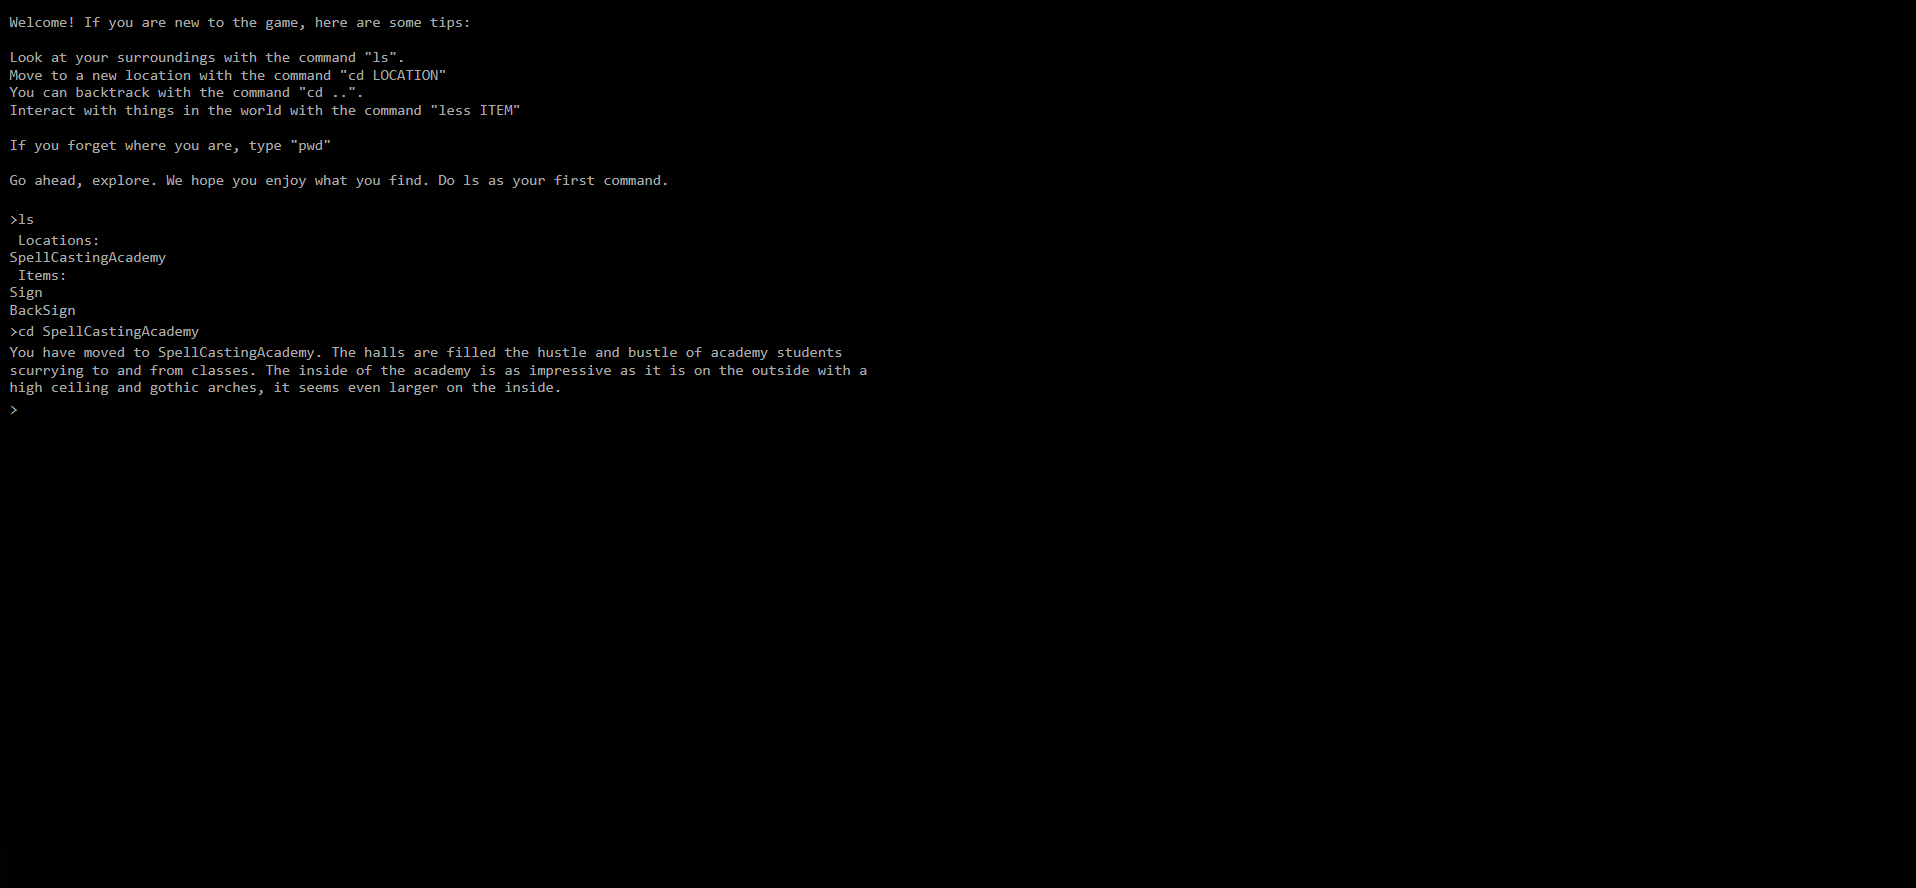 Welcome! If you are new to the game, here are some tips:
Look at your surroundings with the command "ls".
Move to a new location with the command "cd LOCATION"
You can backtrack with the command "cd ..".
Interact with things in the world with the command "less ITEM"
If you forget where you are, type "pwd"
Go ahead, explore. We hope you enjoy what you find. Do ls as your first command.
>ls
Locations:
SpellCastingAcademy
Items:
Sign
BackSign
>cd SpellCastingAcademy
You have moved to SpellCastingAcademy. The halls are filled the hustle and bustle of academy students
scurrying to and from classes. The inside of the academy is as impressive as it is on the outside with a
high ceiling and gothic arches, it seems even larger on the inside.
>